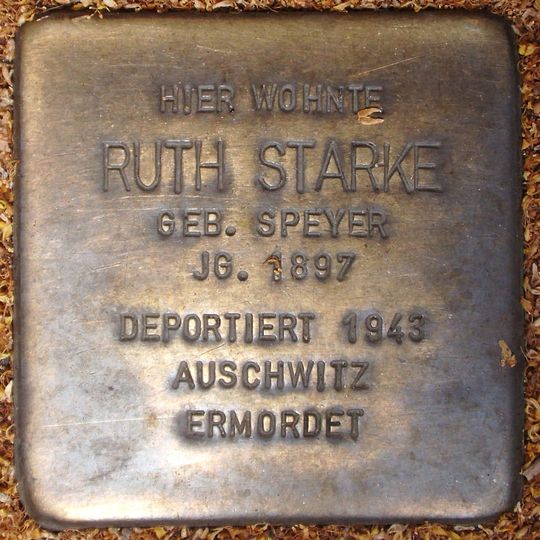 HIER WOHNTE
RUTH STARKE
GEB. SPEYER
JG. 1897
DEPORTIERT 1943
AUSCHWITZ
ERMORDET